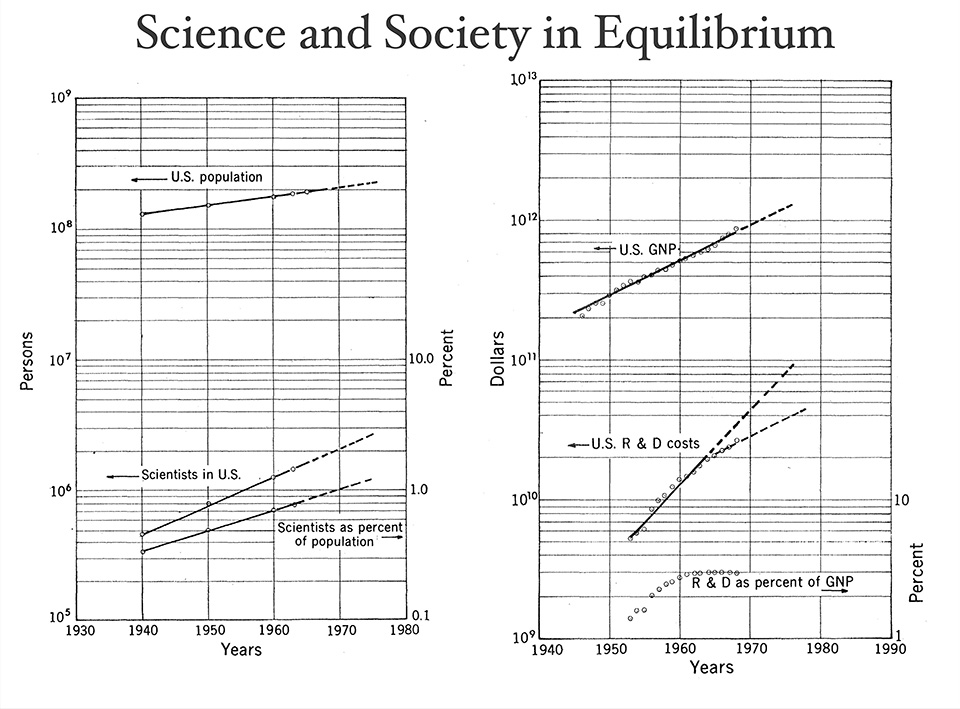 Science and Society in Equilibrium
10⁹
10⁸
10⁷
10⁶
10⁵
Persons
U.S. population
Scientists in U.S.
Scientists as percent
of population
10.0
1.0
0.1
Percent
1930 1940 1950 1960 1970 1980
Years
10¹³
10¹²
10¹¹
10¹⁰
10⁹
Dollars
U.S. GNP
U.S. R & D costs
R & D as percent of GNP
10
1
Percent
1940 1950 1960 1970 1980 1990
Years